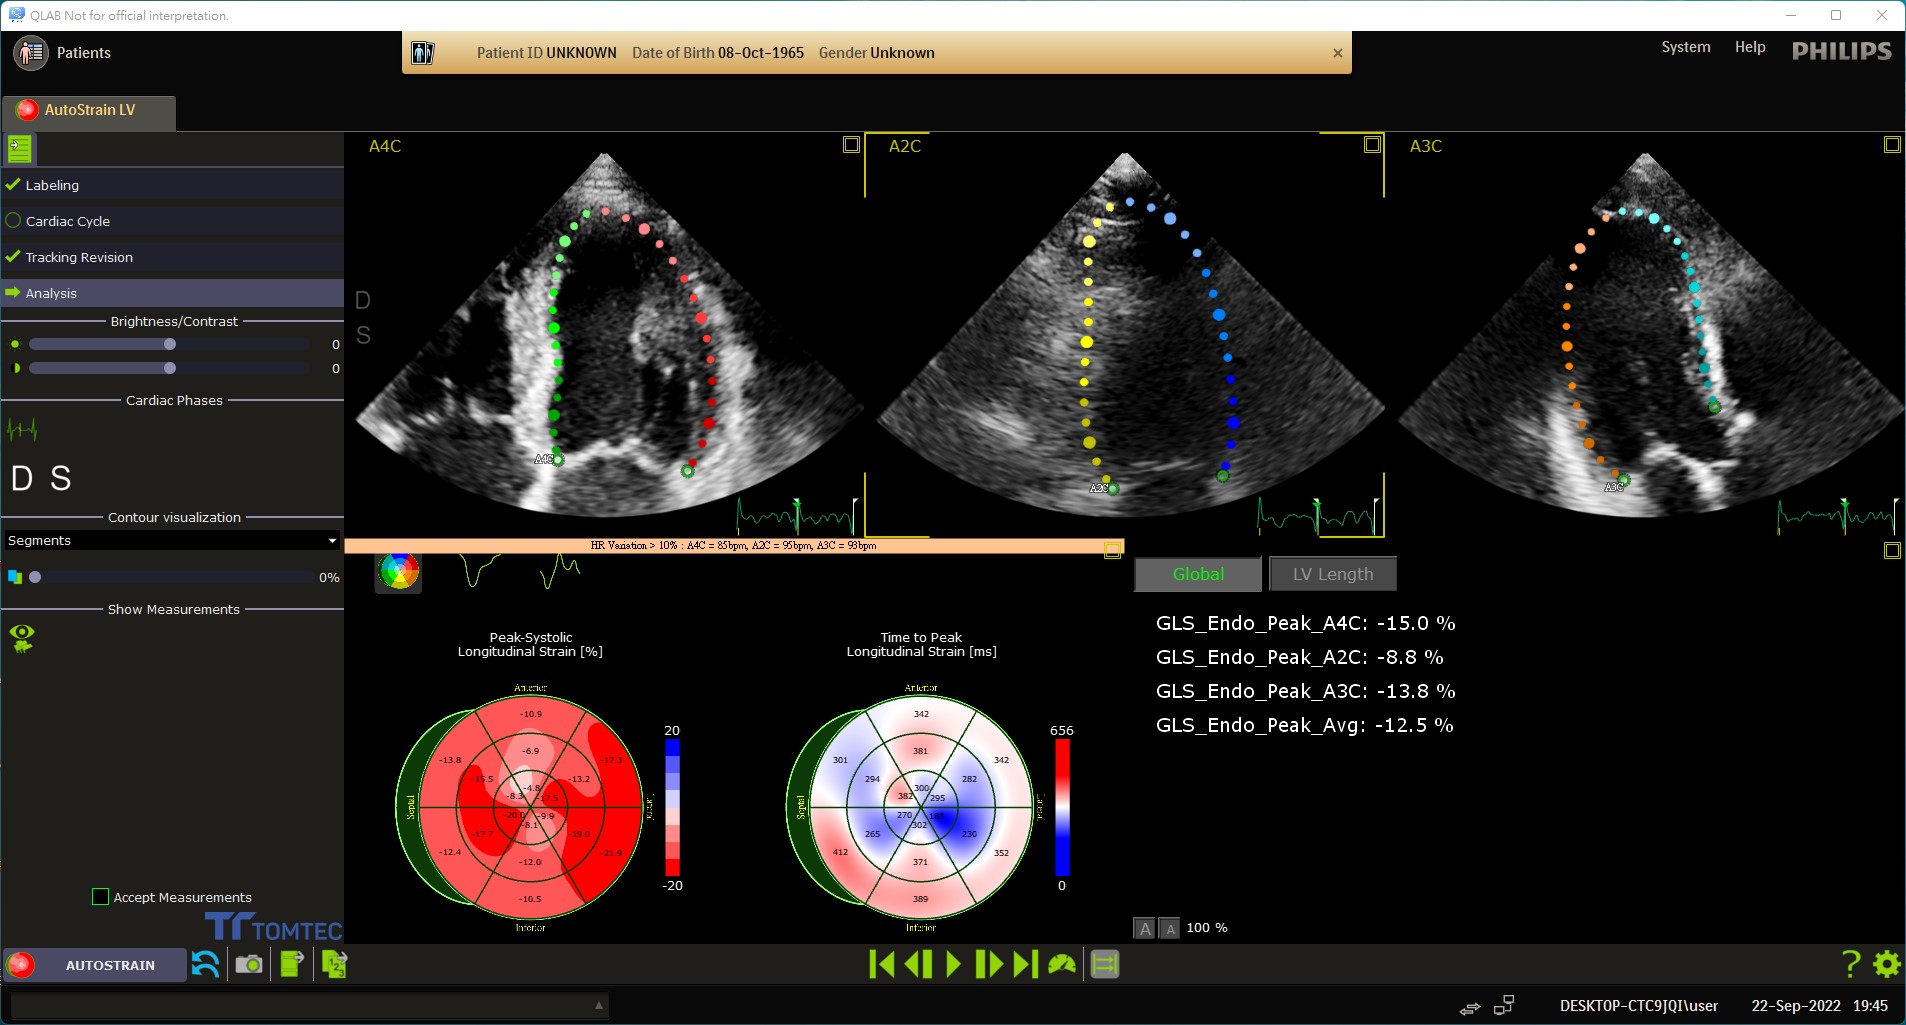 QLAB Not for official interpretation.
Patients
Patient ID UNKNOWN Date of Birth 08-Oct-1965 Gender Unknown
System Help PHILIPS
AutoStrain LV
Labeling
Cardiac Cycle
Tracking Revision
Analysis
Brightness/Contrast
0
0
Cardiac Phases
D S
Contour visualization
Segments
0%
Show Measurements
Accept Measurements
TOMTEC
A4C
D
S
A4C
A2C
A2C
A3C
A3C
HR Variation > 10% : A4C = 85bpm, A2C = 95bpm, A3C = 93bpm
Peak-Systolic
Longitudinal Strain [%]
Anterior
-10.9
-6.9
-13.8
-17.3
-15.5
-13.2
-4.8
-8.3
-17.5
Septal
Lateral
-20.0
-9.9
-8.1
-17.7
-19.0
-12.4
-21.9
-12.0
-10.5
Inferior
20
-20
Time to Peak
Longitudinal Strain [ms]
Anterior
342
381
301
342
294
282
300
382
295
Septal
Lateral
270
188
302
265
230
412
352
371
389
Inferior
656
0
Global
LV Length
GLS_Endo_Peak_A4C: -15.0 %
GLS_Endo_Peak_A2C: -8.8 %
GLS_Endo_Peak_A3C: -13.8 %
GLS_Endo_Peak_Avg: -12.5 %
A A 100 %
AUTOSTRAIN
123
?
DESKTOP-CTC9JQI\user 22-Sep-2022 19:45